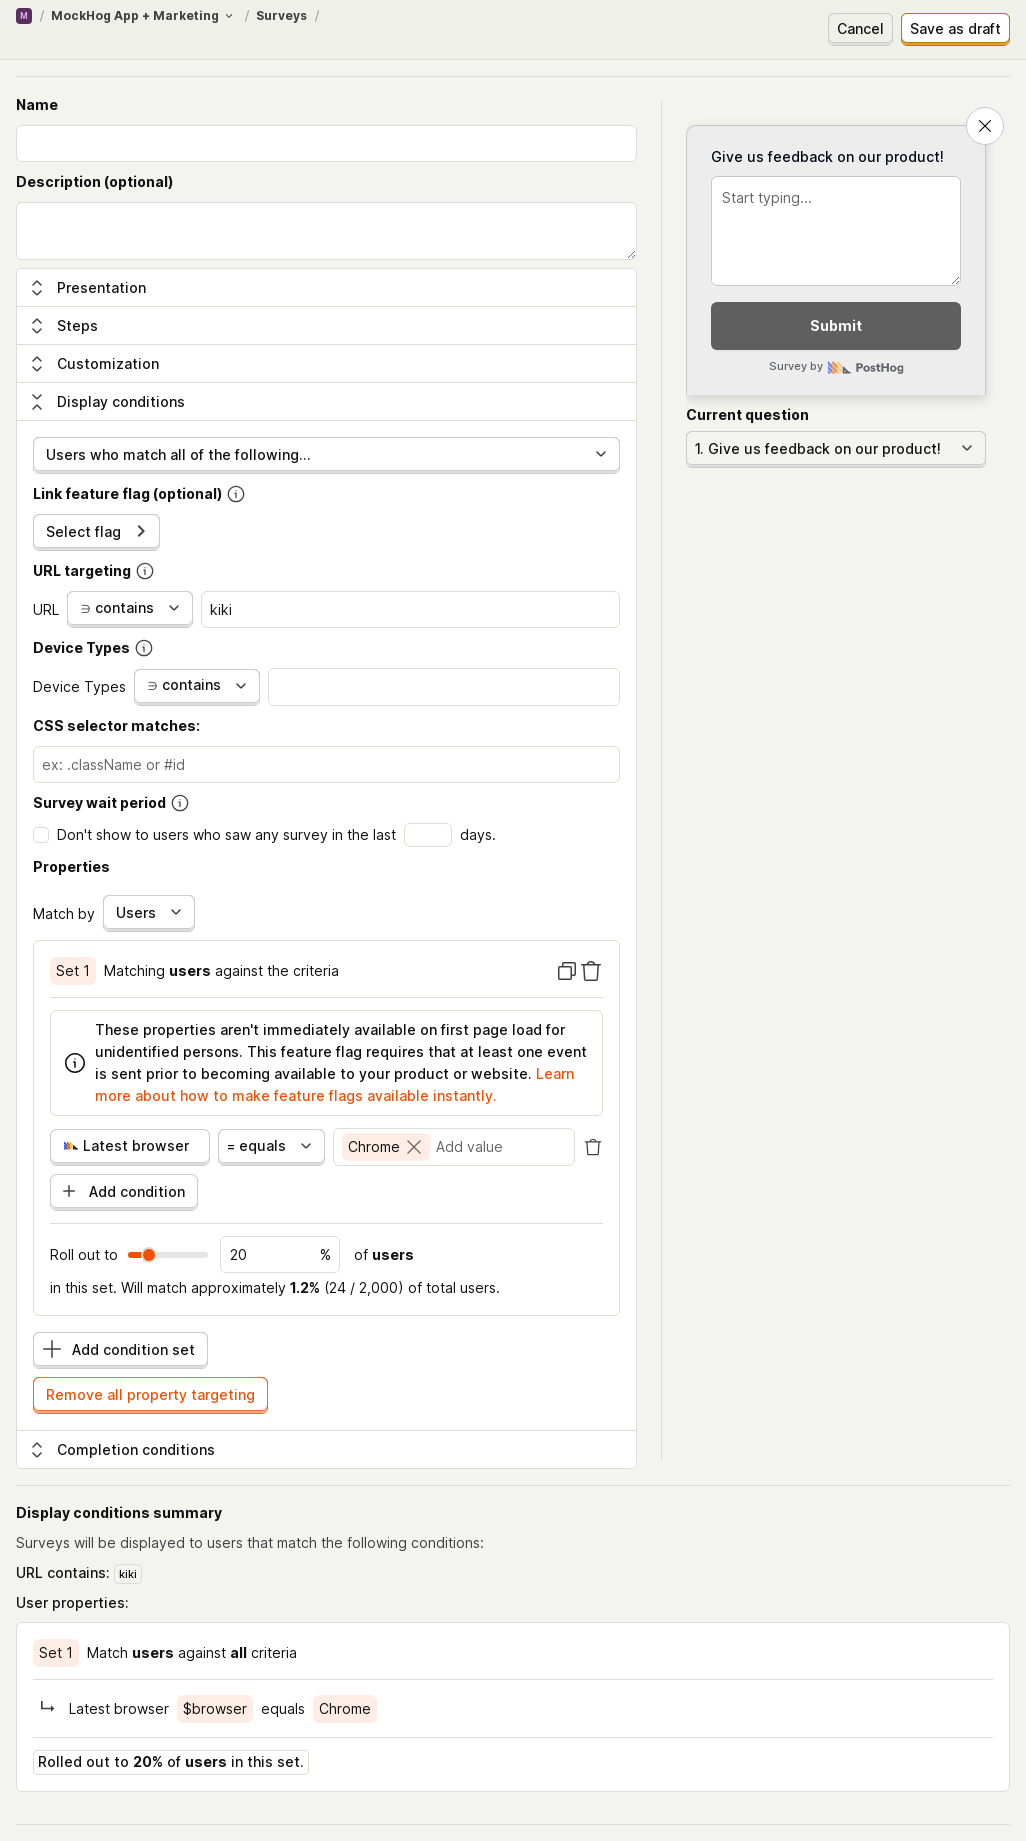 M / MockHog App + Marketing / Surveys /
Cancel
Save as draft
Name
Description (optional)
Presentation
Steps
Customization
Display conditions
Users who match all of the following...
Link feature flag (optional)
Select flag
URL targeting
URL ∋ contains kiki
Device Types
Device Types ∋ contains
CSS selector matches:
ex: .className or #id
Survey wait period
Don't show to users who saw any survey in the last days.
Properties
Match by Users
Set 1 Matching users against the criteria
These properties aren't immediately available on first page load for
unidentified persons. This feature flag requires that at least one event
is sent prior to becoming available to your product or website. Learn
more about how to make feature flags available instantly.
Latest browser = equals Chrome Add value
Add condition
Roll out to 20 % of users
in this set. Will match approximately 1.2% (24 / 2,000) of total users.
Add condition set
Remove all property targeting
Completion conditions
Give us feedback on our product!
Start typing...
Submit
Survey by PostHog
Current question
1. Give us feedback on our product!
Display conditions summary
Surveys will be displayed to users that match the following conditions:
URL contains: kiki
User properties:
Set 1 Match users against all criteria
Latest browser $browser equals Chrome
Rolled out to 20% of users in this set.